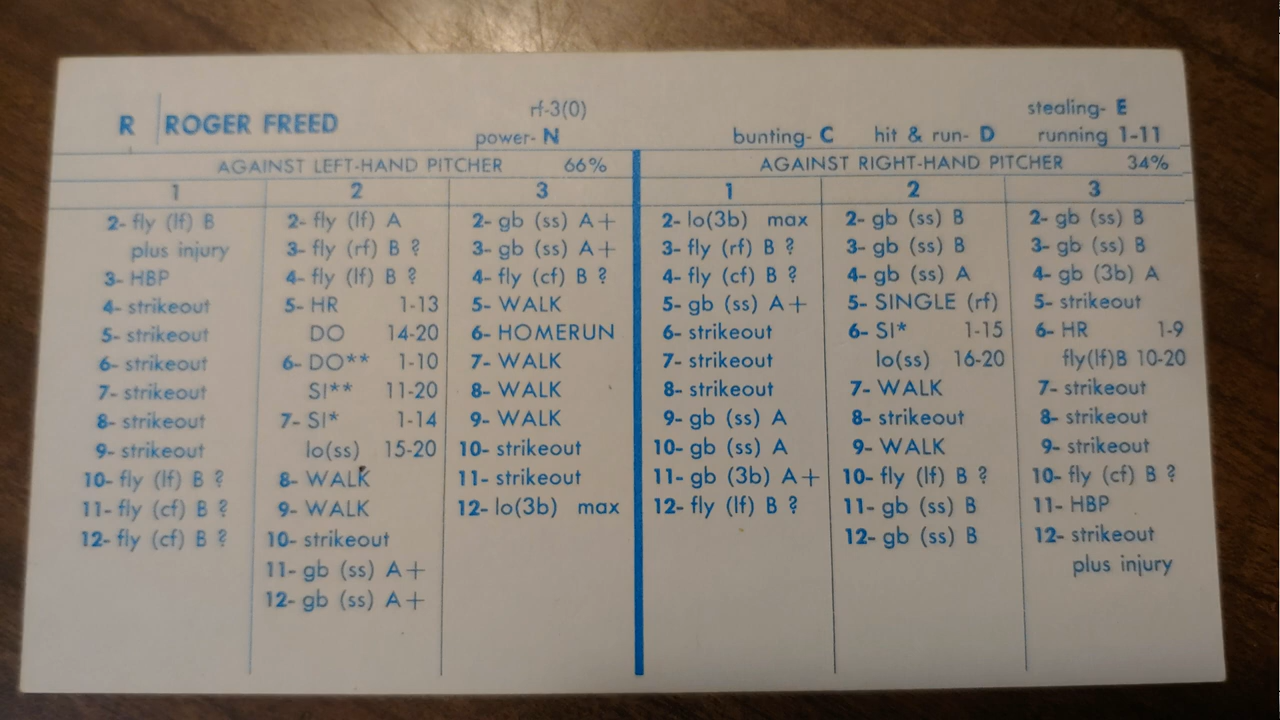 R ROGER FREED
rf-3(0)
power- N
bunting- C hit & run- D
stealing- E
running 1-11
AGAINST LEFT-HAND PITCHER 66%
1 2 3
2- fly (lf) B
plus injury
3- HBP
4- strikeout
5- strikeout
6- strikeout
7- strikeout
8- strikeout
9- strikeout
10- fly (lf) B ?
11- fly (cf) B ?
12- fly (cf) B ?
2- fly (lf) A
3- fly (rf) B ?
4- fly (lf) B ?
5- HR 1-13
DO 14-20
6- DO** 1-10
SI** 11-20
7- SI* 1-14
lo(ss) 15-20
8- WALK
9- WALK
10- strikeout
11- gb (ss) A+
12- gb (ss) A+
2- gb (ss) A+
3- gb (ss) A+
4- fly (cf) B ?
5- WALK
6- HOMERUN
7- WALK
8- WALK
9- WALK
10- strikeout
11- strikeout
12- lo(3b) max
AGAINST RIGHT-HAND PITCHER 34%
1 2 3
2- lo(3b) max
3- fly (rf) B ?
4- fly (cf) B ?
5- gb (ss) A+
6- strikeout
7- strikeout
8- strikeout
9- gb (ss) A
10- gb (ss) A
11- gb (3b) A+
12- fly (lf) B ?
2- gb (ss) B
3- gb (ss) B
4- gb (ss) A
5- SINGLE (rf)
6- SI* 1-15
lo(ss) 16-20
7- WALK
8- strikeout
9- WALK
10- fly (lf) B ?
11- gb (ss) B
12- gb (ss) B
2- gb (ss) B
3- gb (ss) B
4- gb (3b) A
5- strikeout
6- HR 1-9
fly(lf)B 10-20
7- strikeout
8- strikeout
9- strikeout
10- fly (cf) B ?
11- HBP
12- strikeout
plus injury